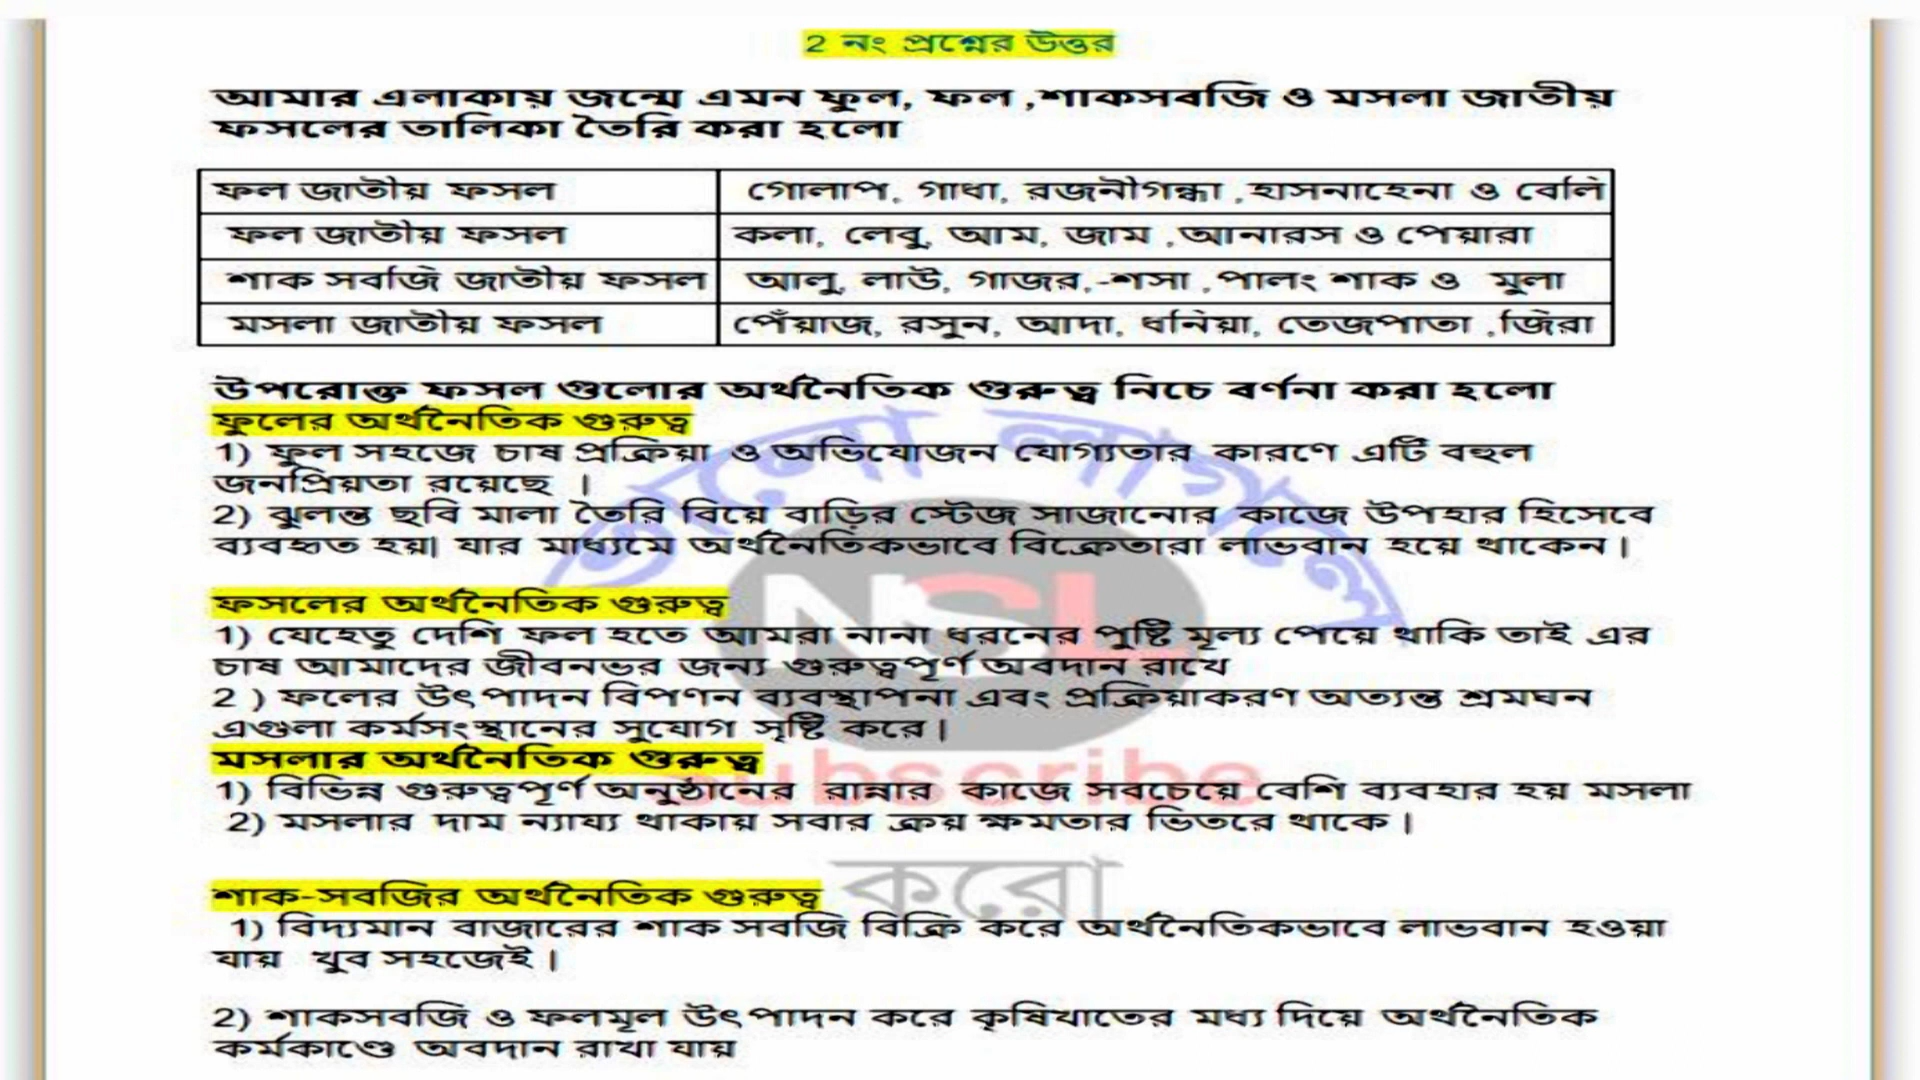 2 নং প্রশ্নের উত্তর
আমার এলাকায় জন্মে এমন ফুল, ফল ,শাকসবজি ও মসলা জাতীয়
ফসলের তালিকা তৈরি করা হলো
ফল জাতীয় ফসল গোলাপ, গাধা, রজনীগন্ধা ,হাসনাহেনা ও বেলি
ফল জাতীয় ফসল কলা, লেবু, আম, জাম ,আনারস ও পেয়ারা
শাক সবজি জাতীয় ফসল আলু, লাউ, গাজর,-শসা ,পালং শাক ও মুলা
মসলা জাতীয় ফসল পেঁয়াজ, রসুন, আদা, ধনিয়া, তেজপাতা ,জিরা
উপরোক্ত ফসল গুলোর অর্থনৈতিক গুরুত্ব নিচে বর্ণনা করা হলো
ফুলের অর্থনৈতিক গুরুত্ব
1) ফুল সহজে চাষ প্রক্রিয়া ও অভিযোজন যোগ্যতার কারণে এটি বহুল
জনপ্রিয়তা রয়েছে ।
2) ঝুলন্ত ছবি মালা তৈরি বিয়ে বাড়ির স্টেজ সাজানোর কাজে উপহার হিসেবে
ব্যবহৃত হয়। যার মাধ্যমে অর্থনৈতিকভাবে বিক্রেতারা লাভবান হয়ে থাকেন।
ভালো লাগলে
NSL
ফসলের অর্থনৈতিক গুরুত্ব
1) যেহেতু দেশি ফল হতে আমরা নানা ধরনের পুষ্টি মূল্য পেয়ে থাকি তাই এর
চাষ আমাদের জীবনভর জন্য গুরুত্বপূর্ণ অবদান রাখে
2 ) ফলের উৎপাদন বিপণন ব্যবস্থাপনা এবং প্রক্রিয়াকরণ অত্যন্ত শ্রমঘন
এগুলা কর্মসংস্থানের সুযোগ সৃষ্টি করে।
মসলার অর্থনৈতিক গুরুত্ব
subscribe
1) বিভিন্ন গুরুত্বপূর্ণ অনুষ্ঠানের রান্নার কাজে সবচেয়ে বেশি ব্যবহার হয় মসলা
2) মসলার দাম ন্যায্য থাকায় সবার ক্রয় ক্ষমতার ভিতরে থাকে।
করো
শাক-সবজির অর্থনৈতিক গুরুত্ব
1) বিদ্যমান বাজারের শাক সবজি বিক্রি করে অর্থনৈতিকভাবে লাভবান হওয়া
যায় খুব সহজেই।
2) শাকসবজি ও ফলমূল উৎপাদন করে কৃষিখাতের মধ্য দিয়ে অর্থনৈতিক
কর্মকাণ্ডে অবদান রাখা যায়